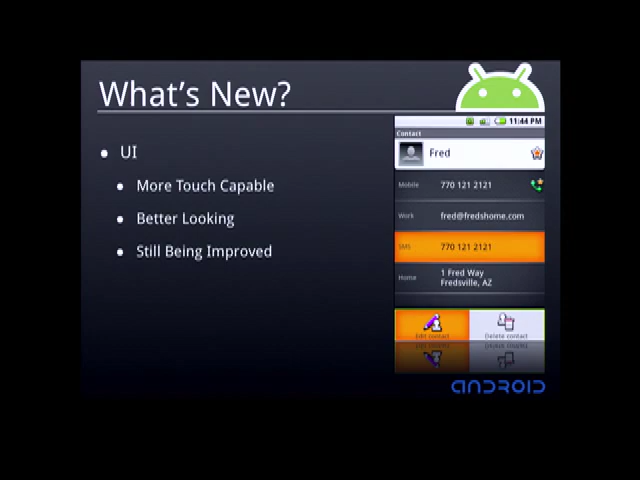 What's New?
UI
More Touch Capable
Better Looking
Still Being Improved
11:44 PM
Contact
Fred
Mobile 770 121 2121
Work fred@fredshome.com
SMS 770 121 2121
Home 1 Fred Way
Fredsville, AZ
Edit contact Delete contact
ANDROID